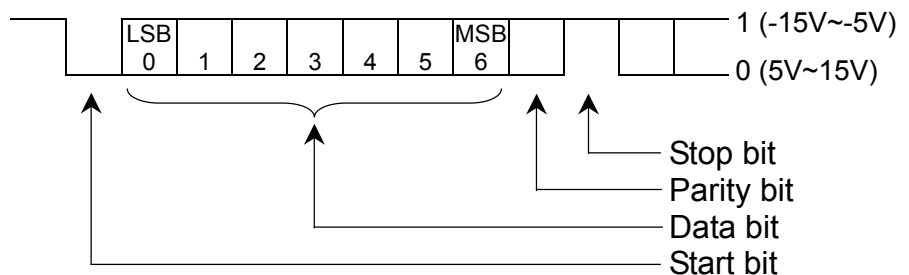 1 (-15V~-5V)
LSB MSB
0 1 2 3 4 5 6
0 (5V~15V)
Stop bit
Parity bit
Data bit
Start bit